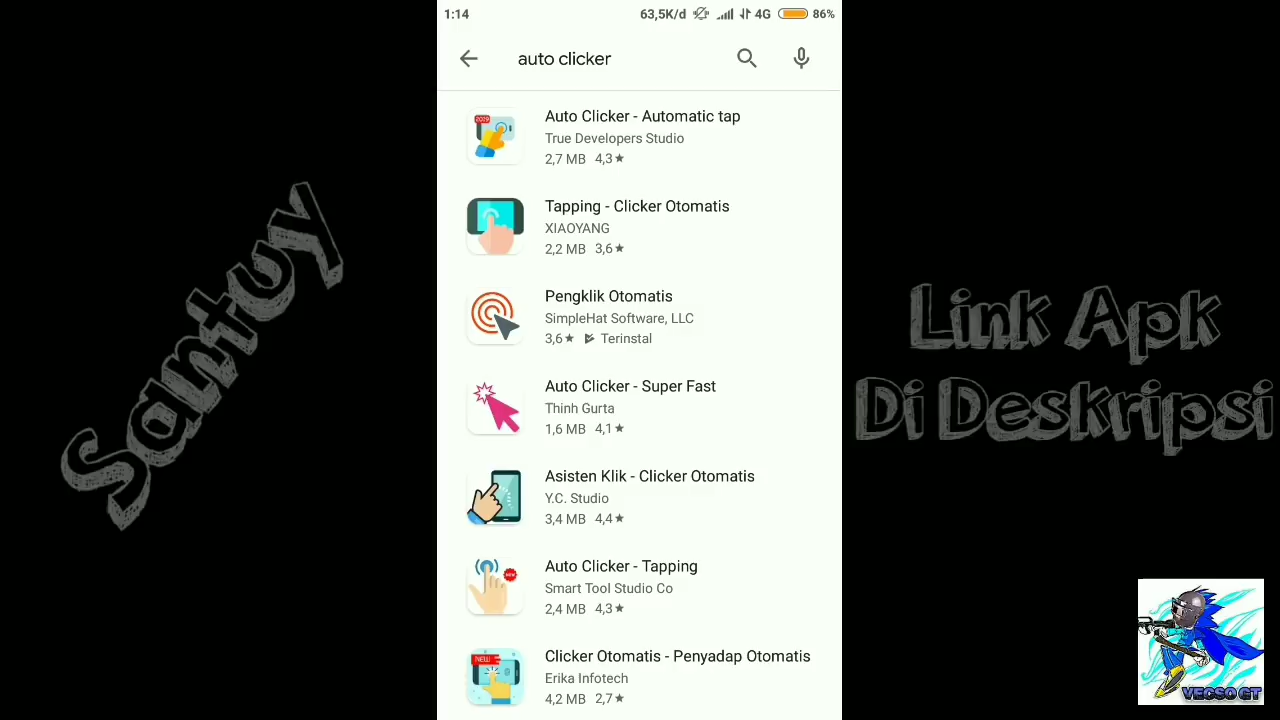 1:14
63,5K/d
4G
86%
auto clicker
2019
Auto Clicker - Automatic tap
True Developers Studio
2,7 MB 4,3★
Tapping - Clicker Otomatis
XIAOYANG
2,2 MB 3,6★
Pengklik Otomatis
SimpleHat Software, LLC
3,6★ Terinstal
Auto Clicker - Super Fast
Thinh Gurta
1,6 MB 4,1★
Asisten Klik - Clicker Otomatis
Y.C. Studio
3,4 MB 4,4★
Auto Clicker - Tapping
NEW
Smart Tool Studio Co
2,4 MB 4,3★
Clicker Otomatis - Penyadap Otomatis
NEW
Erika Infotech
4,2 MB 2,7★
Santuy
Link Apk
Di Deskripsi
VECSO GT